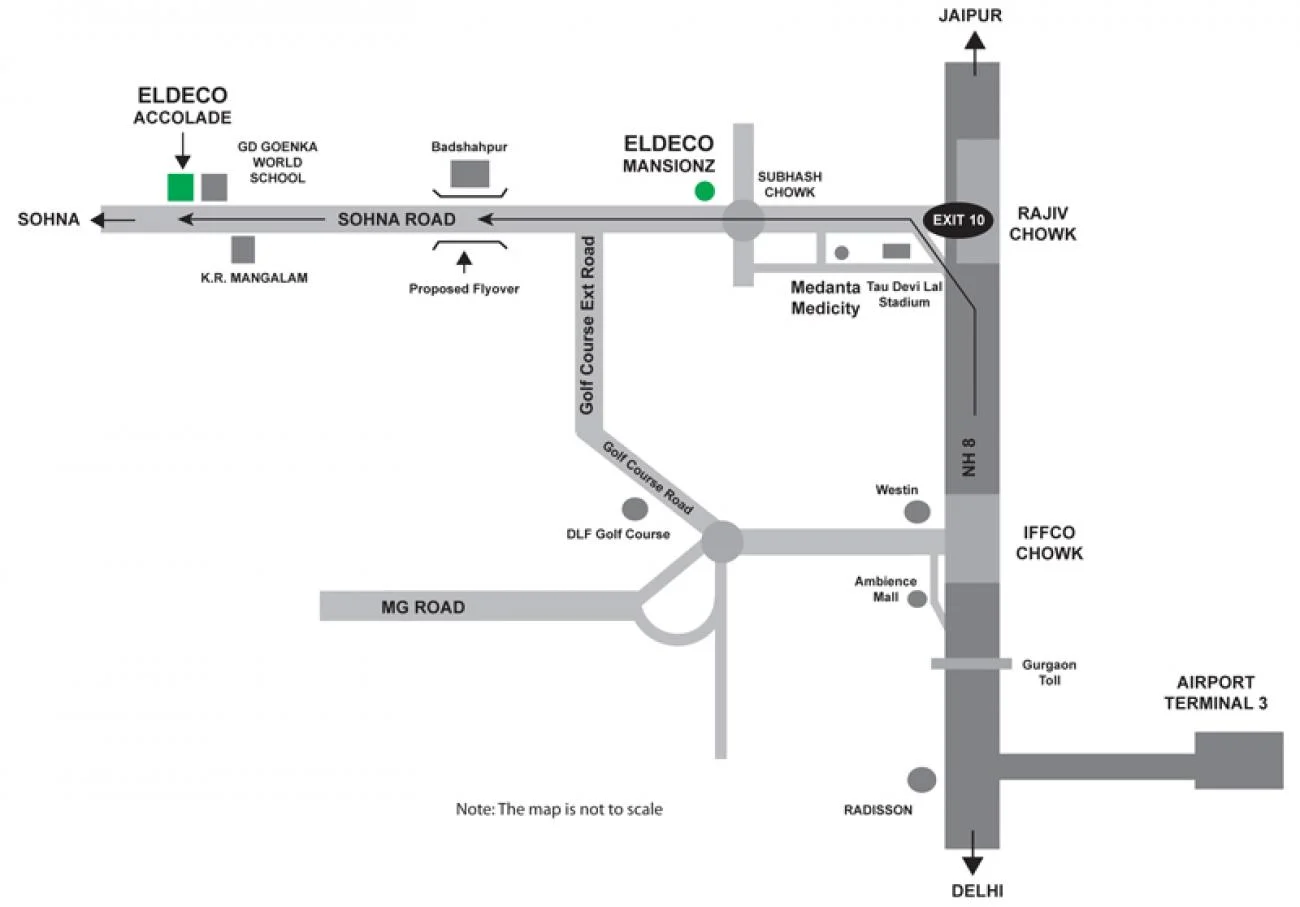 JAIPUR
ELDECO
ACCOLADE
GD GOENKA
WORLD
SCHOOL
Badshahpur
ELDECO
MANSIONZ
SUBHASH
CHOWK
SOHNA
SOHNA ROAD
EXIT 10
RAJIV
CHOWK
K.R. MANGALAM
Proposed Flyover
Medanta
Medicity
Tau Devi Lal
Stadium
Golf Course Ext Road
NH 8
Golf Course Road
Westin
DLF Golf Course
IFFCO
CHOWK
Ambience
Mall
MG ROAD
Gurgaon
Toll
AIRPORT
TERMINAL 3
Note: The map is not to scale
RADISSON
DELHI